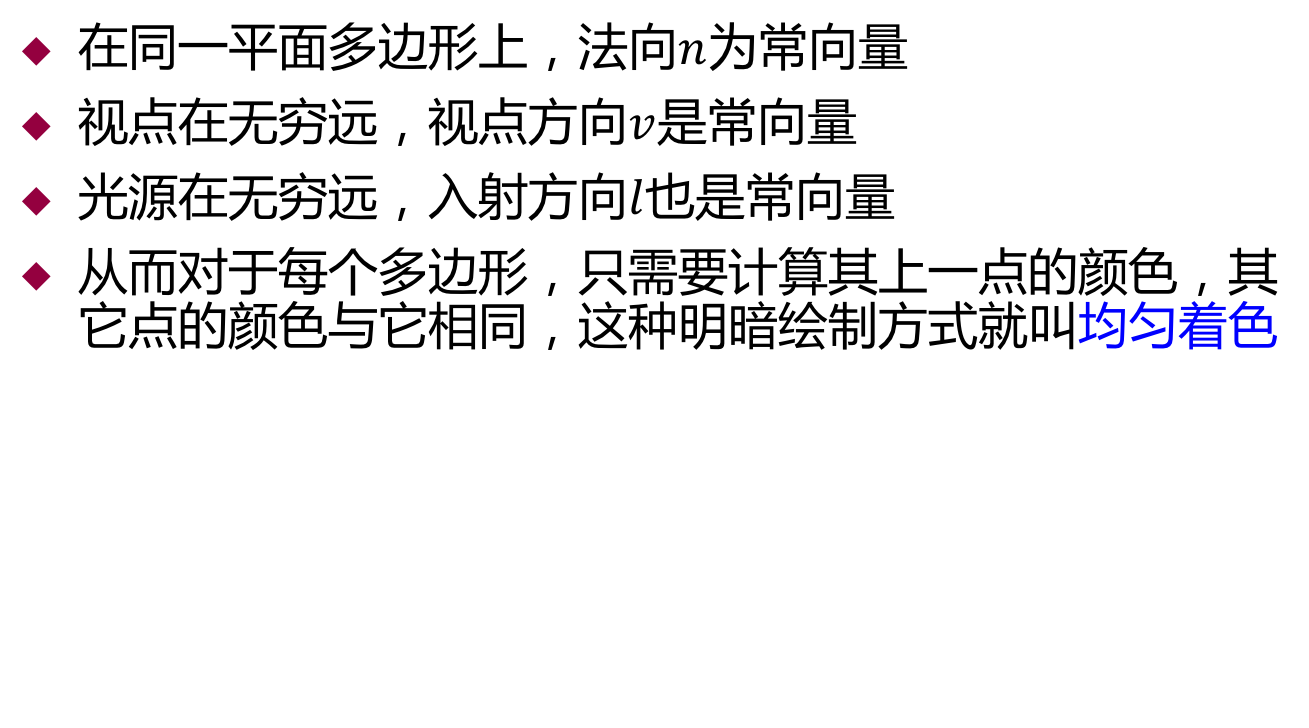 在同一平面多边形上，法向n为常向量
视点在无穷远，视点方向v是常向量
光源在无穷远，入射方向l也是常向量
从而对于每个多边形，只需要计算其上一点的颜色，其
它点的颜色与它相同，这种明暗绘制方式就叫均匀着色